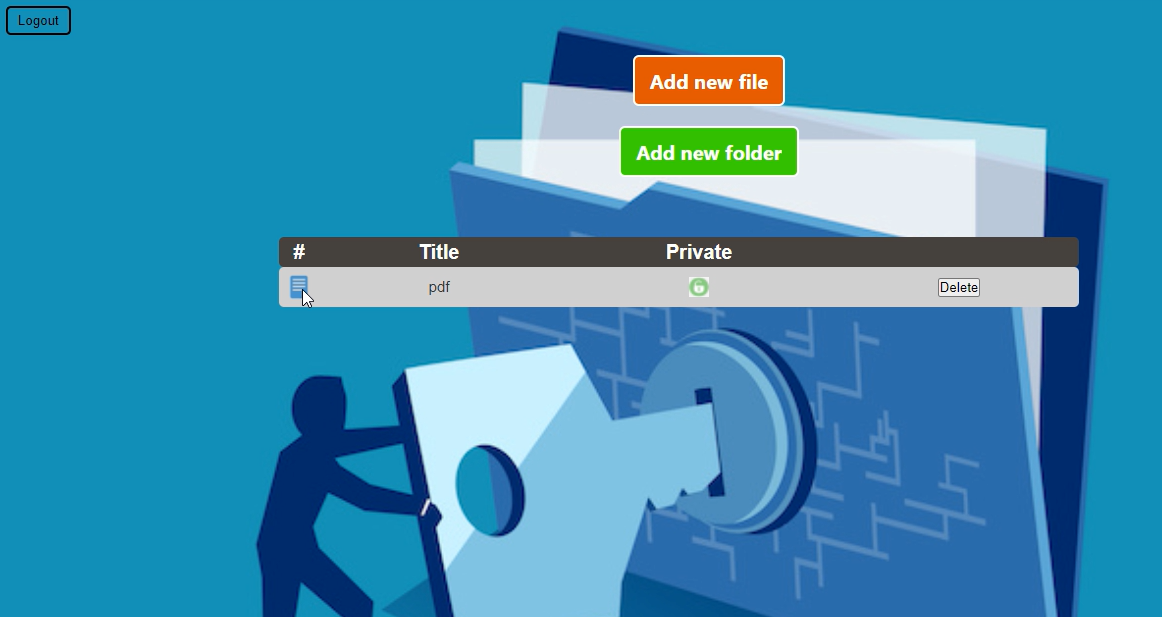 Logout
Add new file
Add new folder
# Title Private
pdf Delete